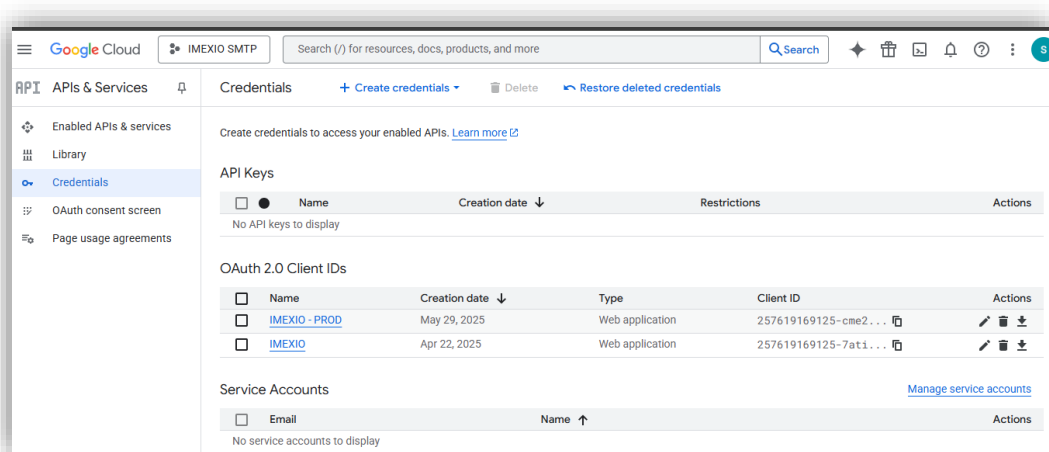 Google Cloud IMEXIO SMTP Search (/) for resources, docs, products, and more Search S
API APIs & Services Credentials + Create credentials Delete Restore deleted credentials
Enabled APIs & services
Create credentials to access your enabled APIs. Learn more
Library
API Keys
Credentials
Name Creation date Restrictions Actions
OAuth consent screen
No API keys to display
Page usage agreements
OAuth 2.0 Client IDs
Name Creation date Type Client ID Actions
IMEXIO - PROD May 29, 2025 Web application 257619169125-cme2...
IMEXIO Apr 22, 2025 Web application 257619169125-7ati...
Service Accounts Manage service accounts
Email Name Actions
No service accounts to display